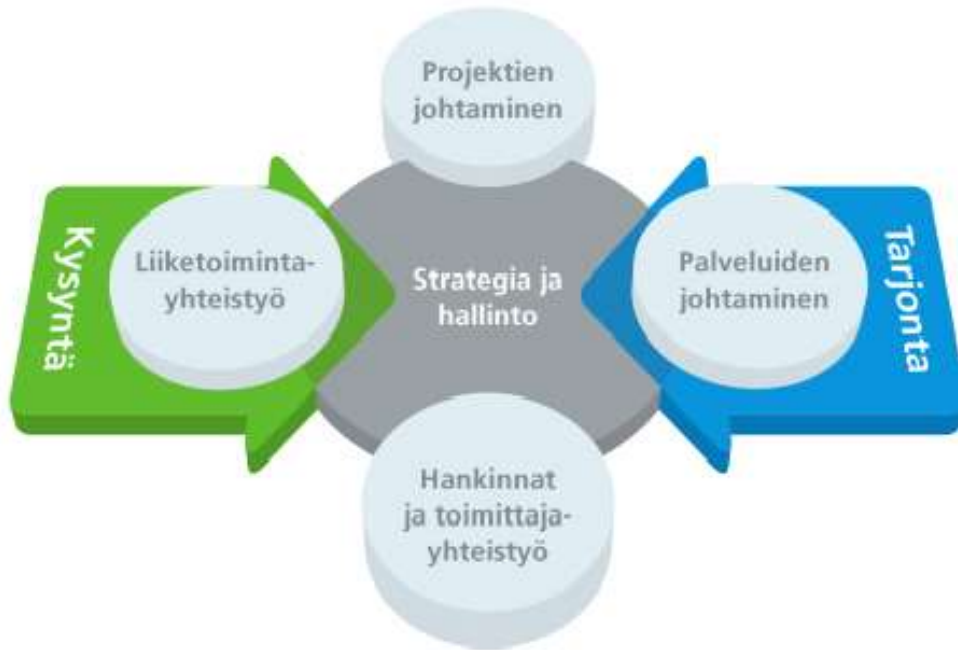 Projektien
johtaminen
Kysyntä
Liiketoiminta-
yhteistyö
Strategia ja
hallinto
Palveluiden
johtaminen
Tarjonta
Hankinnat
ja toimittaja-
yhteistyö